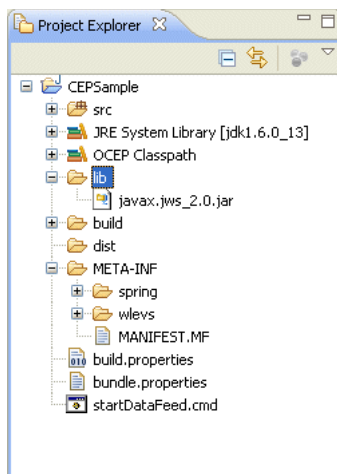 Project Explorer
CEPSample
src
JRE System Library [jdk1.6.0_13]
OCEP Classpath
lib
javax.jws_2.0.jar
build
dist
META-INF
spring
wlevs
MANIFEST.MF
build.properties
bundle.properties
startDataFeed.cmd